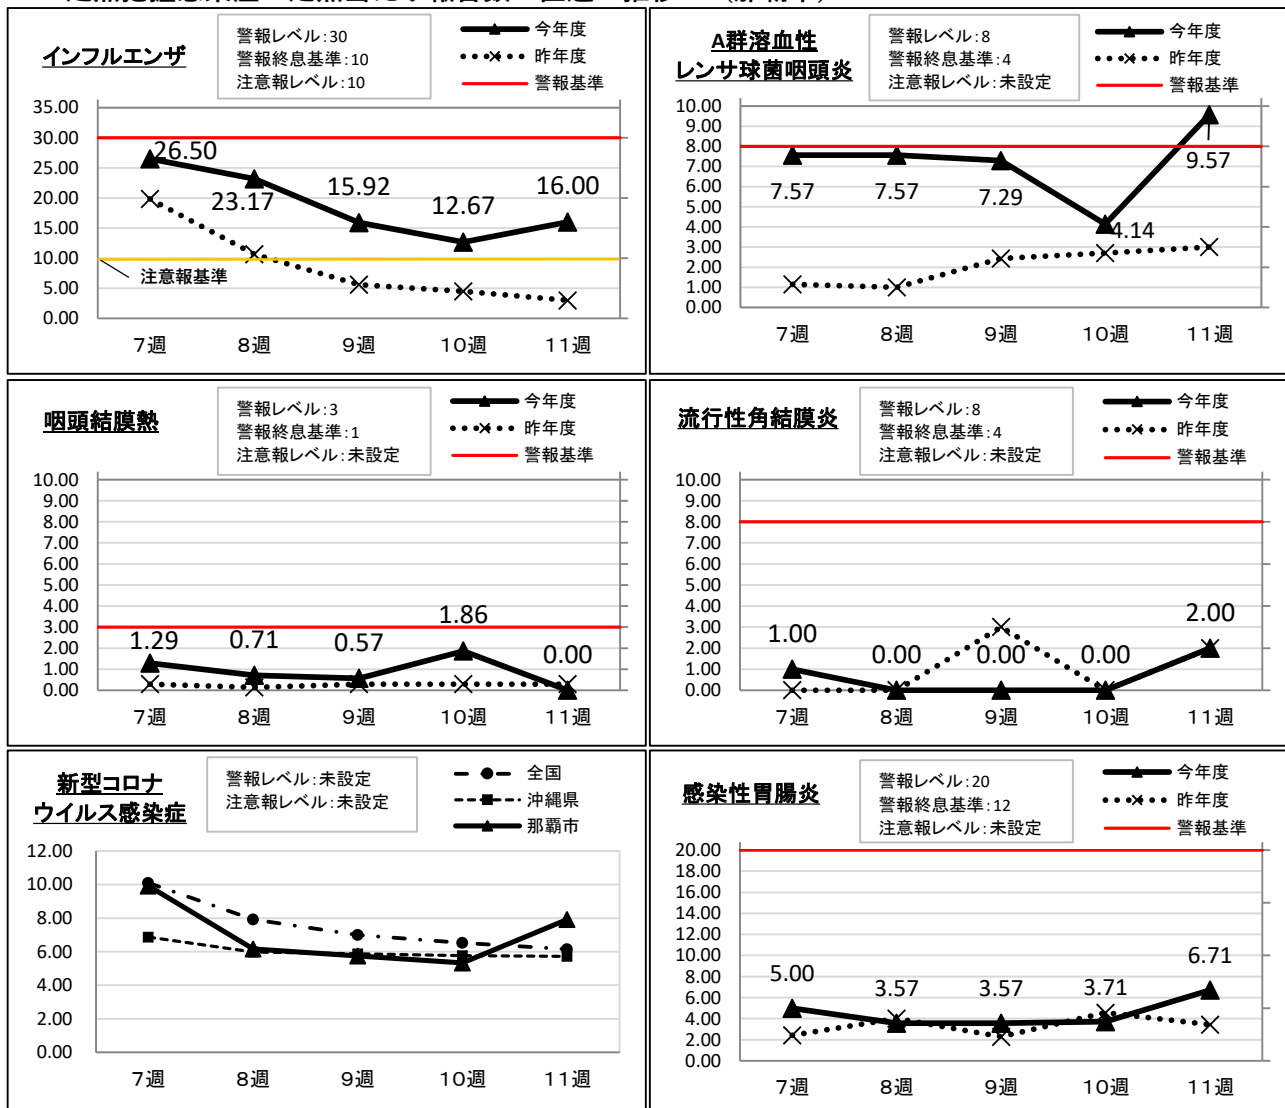 インフルエンザ
警報レベル:30
警報終息基準:10
注意報レベル:10
今年度
昨年度
警報基準
35.00
30.00
25.00
20.00
15.00
10.00
5.00
0.00
26.50
23.17
15.92
12.67
16.00
注意報基準
7週
8週
9週
10週
11週
A群溶血性
レンサ球菌咽頭炎
警報レベル:8
警報終息基準:4
注意報レベル:未設定
今年度
昨年度
警報基準
10.00
9.00
8.00
7.00
6.00
5.00
4.00
3.00
2.00
1.00
0.00
7.57
7.57
7.29
4.14
9.57
7週
8週
9週
10週
11週
咽頭結膜熱
警報レベル:3
警報終息基準:1
注意報レベル:未設定
今年度
昨年度
警報基準
10.00
9.00
8.00
7.00
6.00
5.00
4.00
3.00
2.00
1.00
0.00
1.29
0.71
0.57
1.86
0.00
7週
8週
9週
10週
11週
流行性角結膜炎
警報レベル:8
警報終息基準:4
注意報レベル:未設定
今年度
昨年度
警報基準
10.00
9.00
8.00
7.00
6.00
5.00
4.00
3.00
2.00
1.00
0.00
1.00
0.00
0.00
0.00
2.00
7週
8週
9週
10週
11週
新型コロナ
ウイルス感染症
警報レベル:未設定
注意報レベル:未設定
全国
沖縄県
那覇市
12.00
10.00
8.00
6.00
4.00
2.00
0.00
7週
8週
9週
10週
11週
感染性胃腸炎
警報レベル:20
警報終息基準:12
注意報レベル:未設定
今年度
昨年度
警報基準
20.00
18.00
16.00
14.00
12.00
10.00
8.00
6.00
4.00
2.00
0.00
5.00
3.57
3.57
3.71
6.71
7週
8週
9週
10週
11週